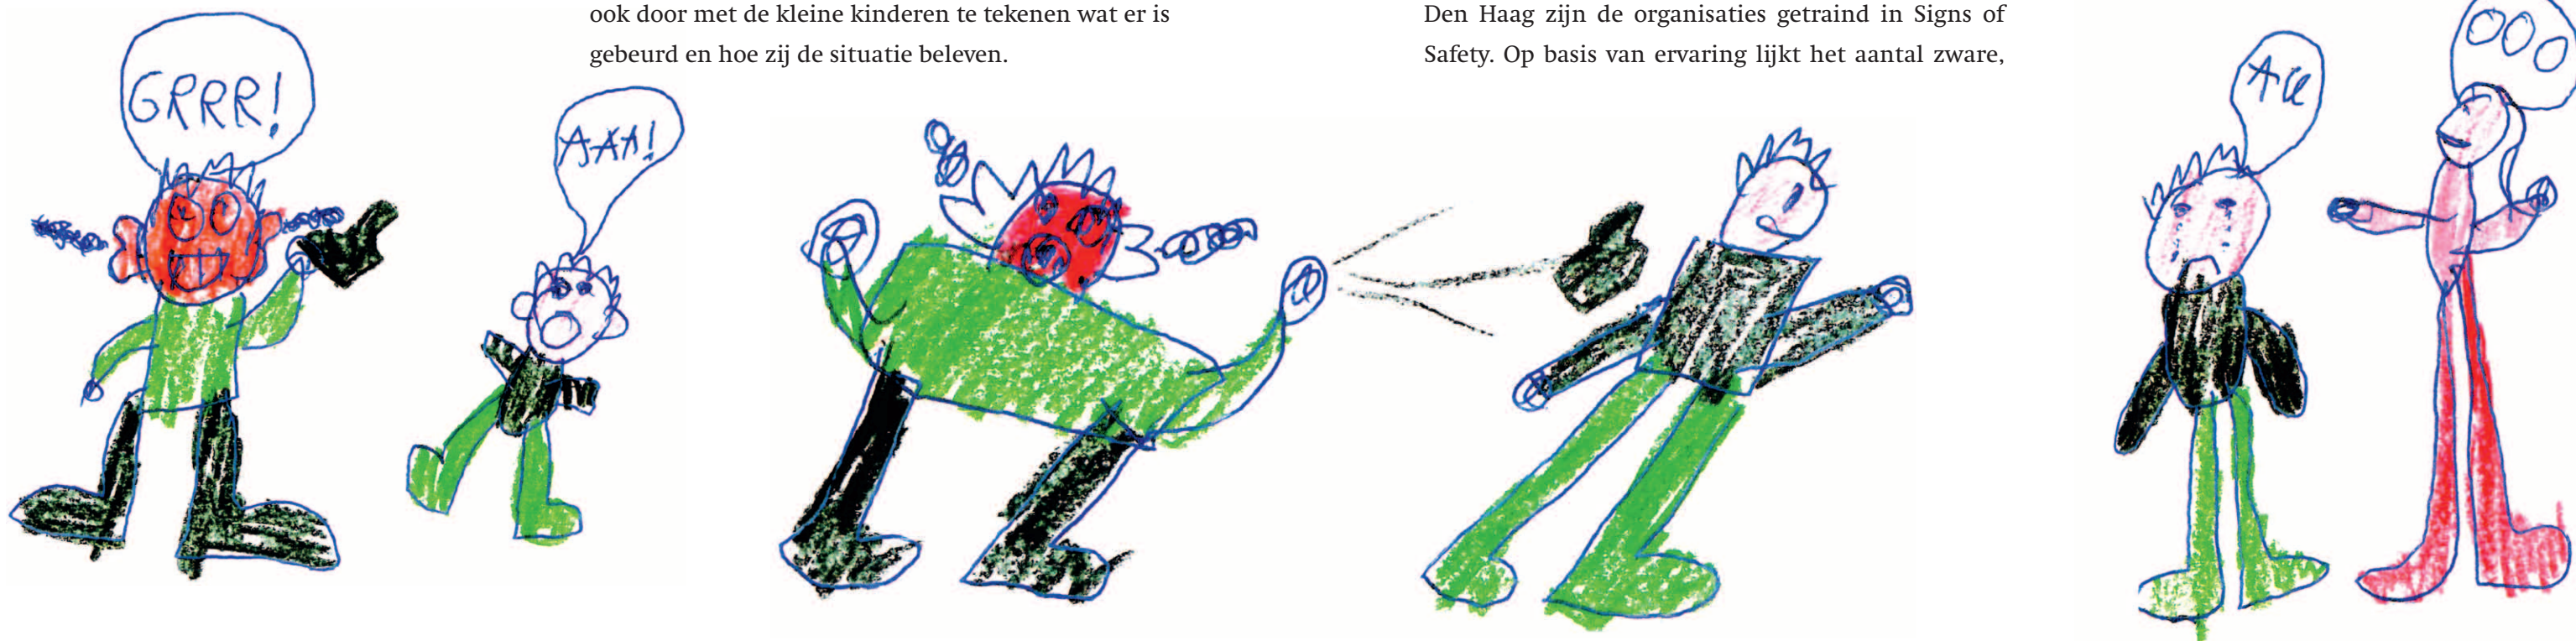 ook door met de kleine kinderen te tekenen wat er is
gebeurd en hoe zij de situatie beleven.
Den Haag zijn de organisaties getraind in Signs of
Safety. Op basis van ervaring lijkt het aantal zware,
GRRR!
AAA!
AU
OOO